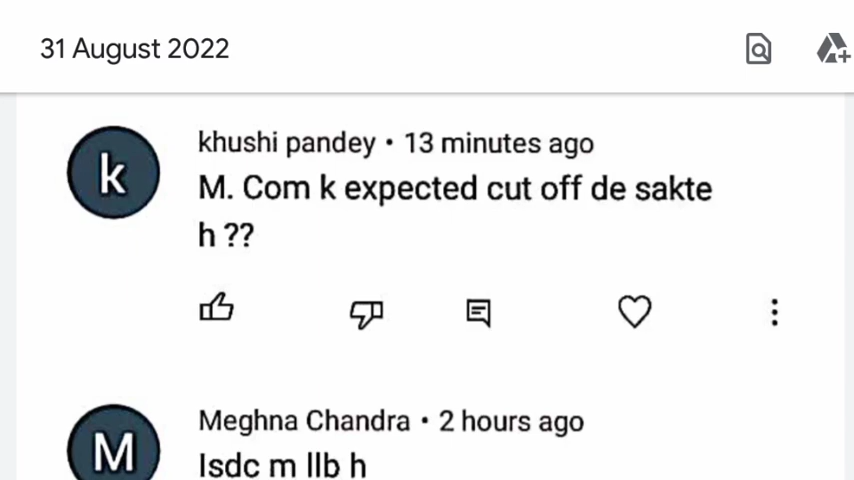 31 August 2022
k
khushi pandey • 13 minutes ago
M. Com k expected cut off de sakte
h ??
M
Meghna Chandra • 2 hours ago
Isdc m llb h